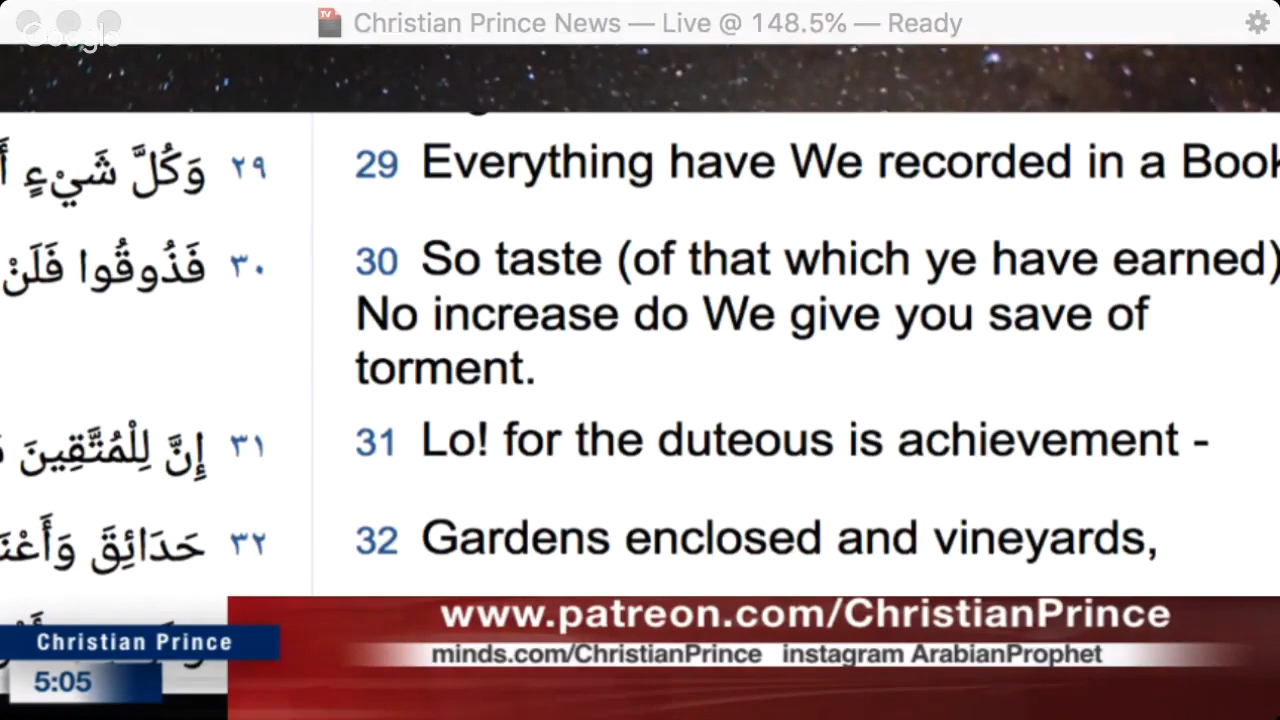 Christian Prince News — Live @ 148.5% — Ready
Google
وَكُلَّ شَيْءٍ ٢٩
29 Everything have We recorded in a Book
فَذُوقُوا فَلَنْ ٣٠
30 So taste (of that which ye have earned)
No increase do We give you save of
torment.
إِنَّ لِلْمُتَّقِينَ ٣١
31 Lo! for the duteous is achievement -
حَدَائِقَ ٣٢
32 Gardens enclosed and vineyards,
www.patreon.com/ChristianPrince
Christian Prince
minds.com/ChristianPrince instagram ArabianProphet
5:05